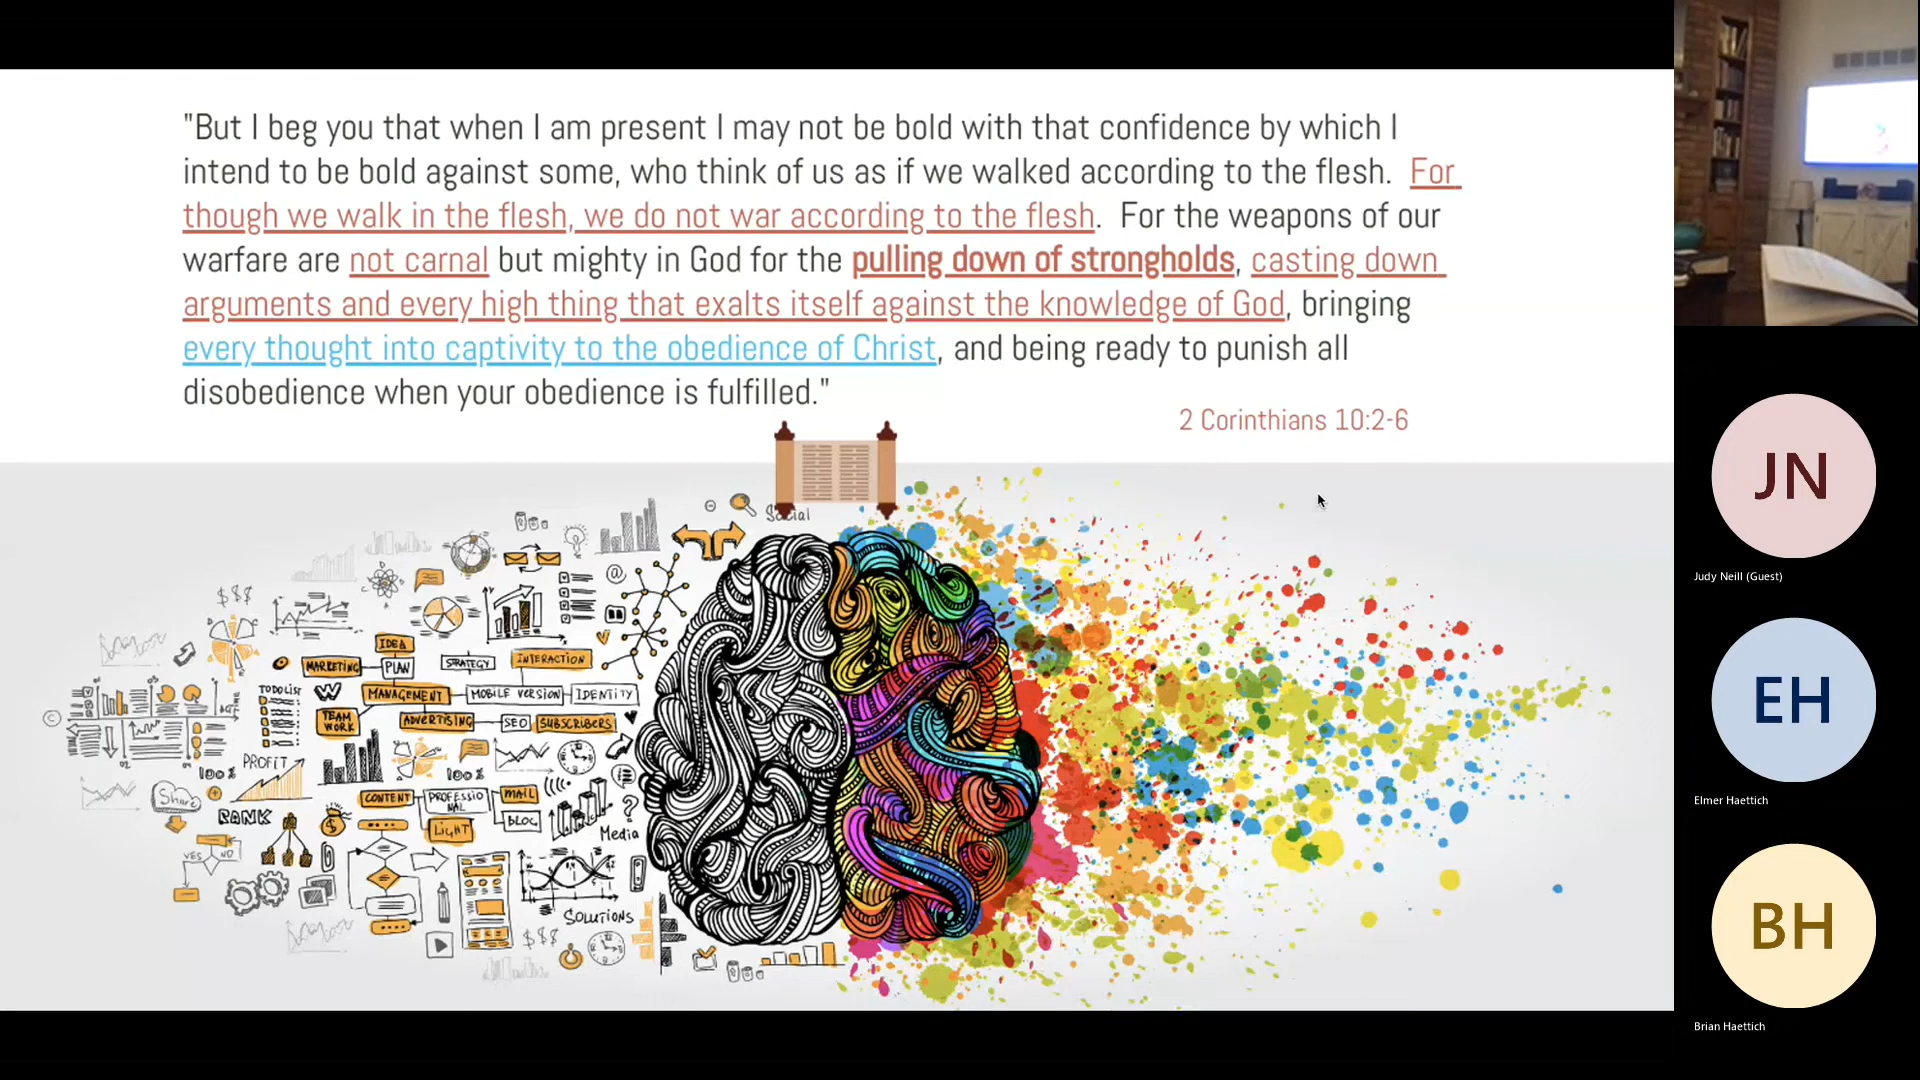 "But I beg you that when I am present I may not be bold with that confidence by which I
intend to be bold against some, who think of us as if we walked according to the flesh.  For
though we walk in the flesh, we do not war according to the flesh.  For the weapons of our
warfare are not carnal but mighty in God for the pulling down of strongholds, casting down
arguments and every high thing that exalts itself against the knowledge of God, bringing
every thought into captivity to the obedience of Christ, and being ready to punish all
disobedience when your obedience is fulfilled."
2 Corinthians 10:2-6
Social
@
$$$
IDEA
MARKETING PLAN STRATEGY INTERACTION
TO DO LIST W MANAGEMENT MOBILE VERSION IDENTITY
TEAM WORK ADVERTISING SEO SUBSCRIBERS
PROFIT
100% 100%
Share CONTENT PROFESSIONAL MAIL
RANK LIGHT BLOG
Media
YES NO
SOLUTIONS
$$$
JN
Judy Neill (Guest)
EH
Elmer Haettich
BH
Brian Haettich